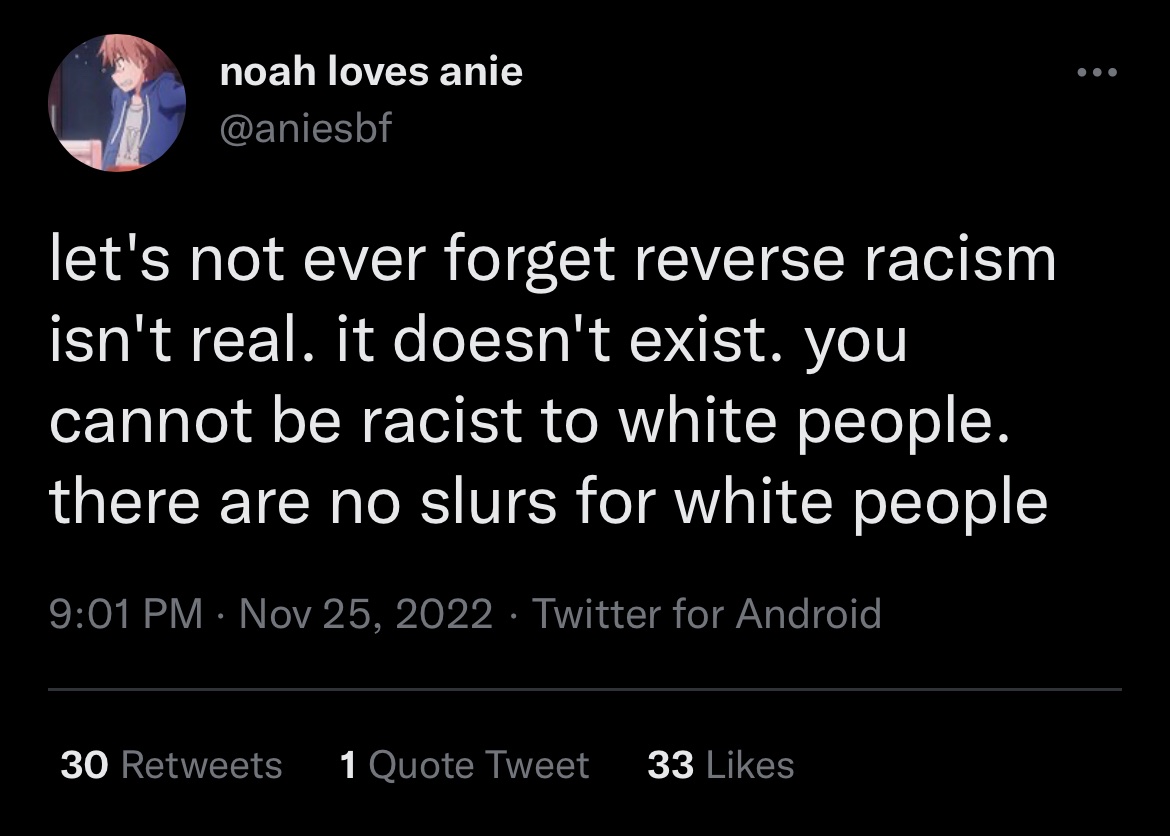 noah loves anie
@aniesbf
let's not ever forget reverse racism
isn't real. it doesn't exist. you
cannot be racist to white people.
there are no slurs for white people
9:01 PM · Nov 25, 2022 · Twitter for Android
30 Retweets 1 Quote Tweet 33 Likes